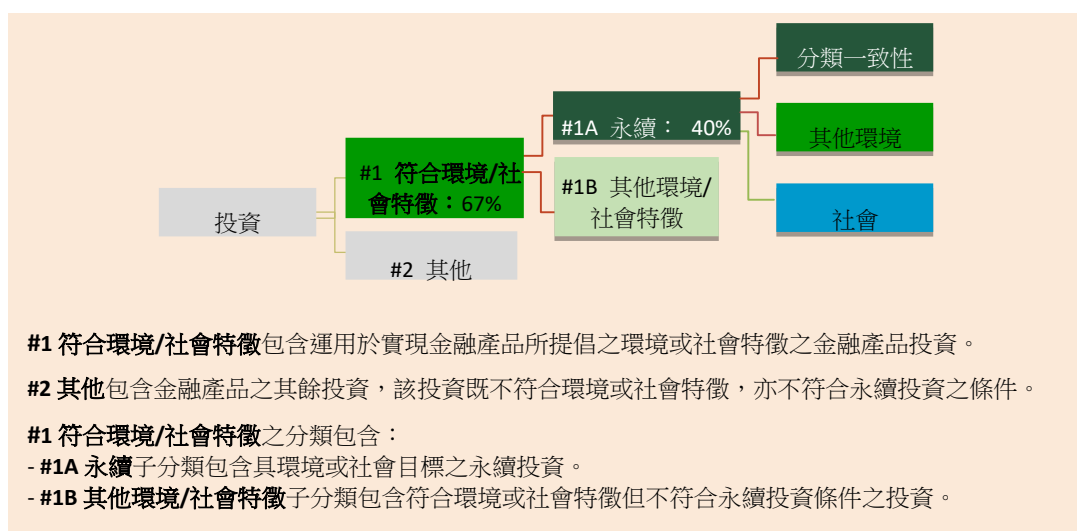 投資
#1 符合環境/社
會特徵：67%
#2 其他
#1A 永續： 40%
#1B 其他環境/
社會特徵
分類一致性
其他環境
社會
#1 符合環境/社會特徵包含運用於實現金融產品所提倡之環境或社會特徵之金融產品投資。
#2 其他包含金融產品之其餘投資，該投資既不符合環境或社會特徵，亦不符合永續投資之條件。
#1 符合環境/社會特徵之分類包含：
- #1A 永續子分類包含具環境或社會目標之永續投資。
- #1B 其他環境/社會特徵子分類包含符合環境或社會特徵但不符合永續投資條件之投資。